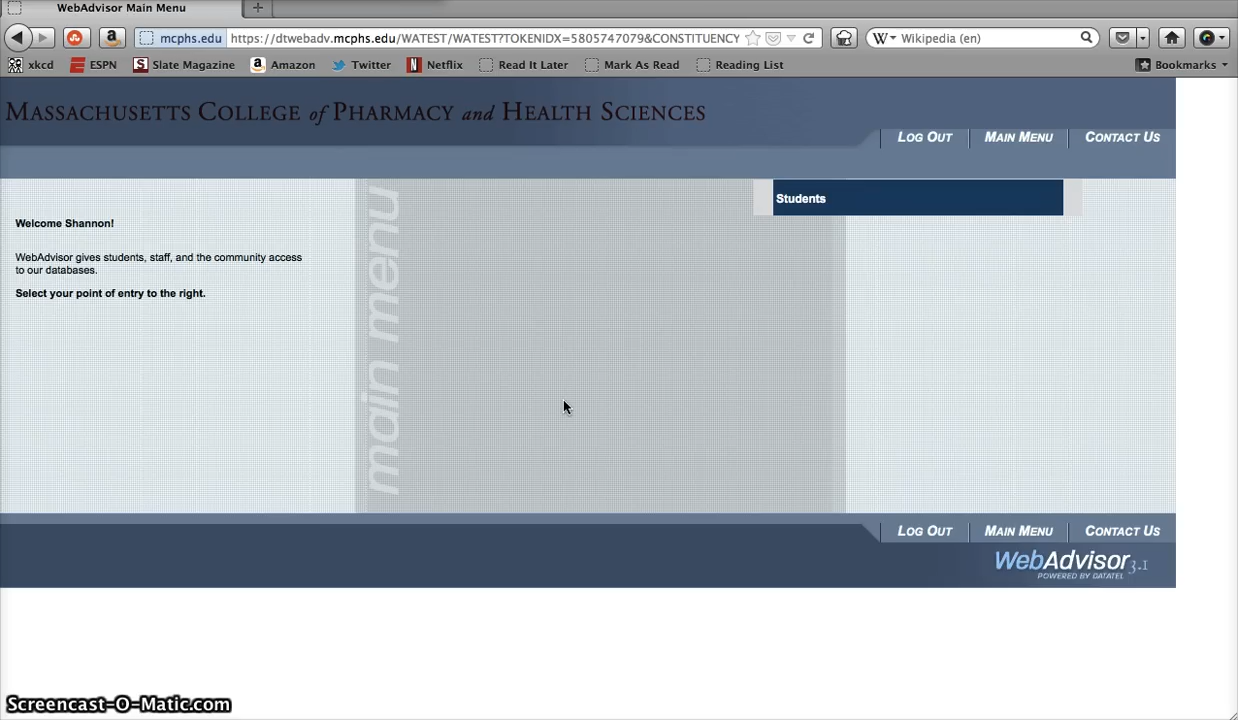 WebAdvisor Main Menu
mcphs.edu https://dtwebadv.mcphs.edu/WATEST/WATEST?TOKENIDX=5805747079&CONSTITUENCY Wikipedia (en)
xkcd ESPN Slate Magazine Amazon Twitter Netflix Read It Later Mark As Read Reading List Bookmarks
MASSACHUSETTS COLLEGE of PHARMACY and HEALTH SCIENCES
LOG OUT MAIN MENU CONTACT US
Students
main menu
Welcome Shannon!
WebAdvisor gives students, staff, and the community access
to our databases.
Select your point of entry to the right.
LOG OUT MAIN MENU CONTACT US
WebAdvisor 3.1
POWERED BY DATATEL
Screencast-O-Matic.com